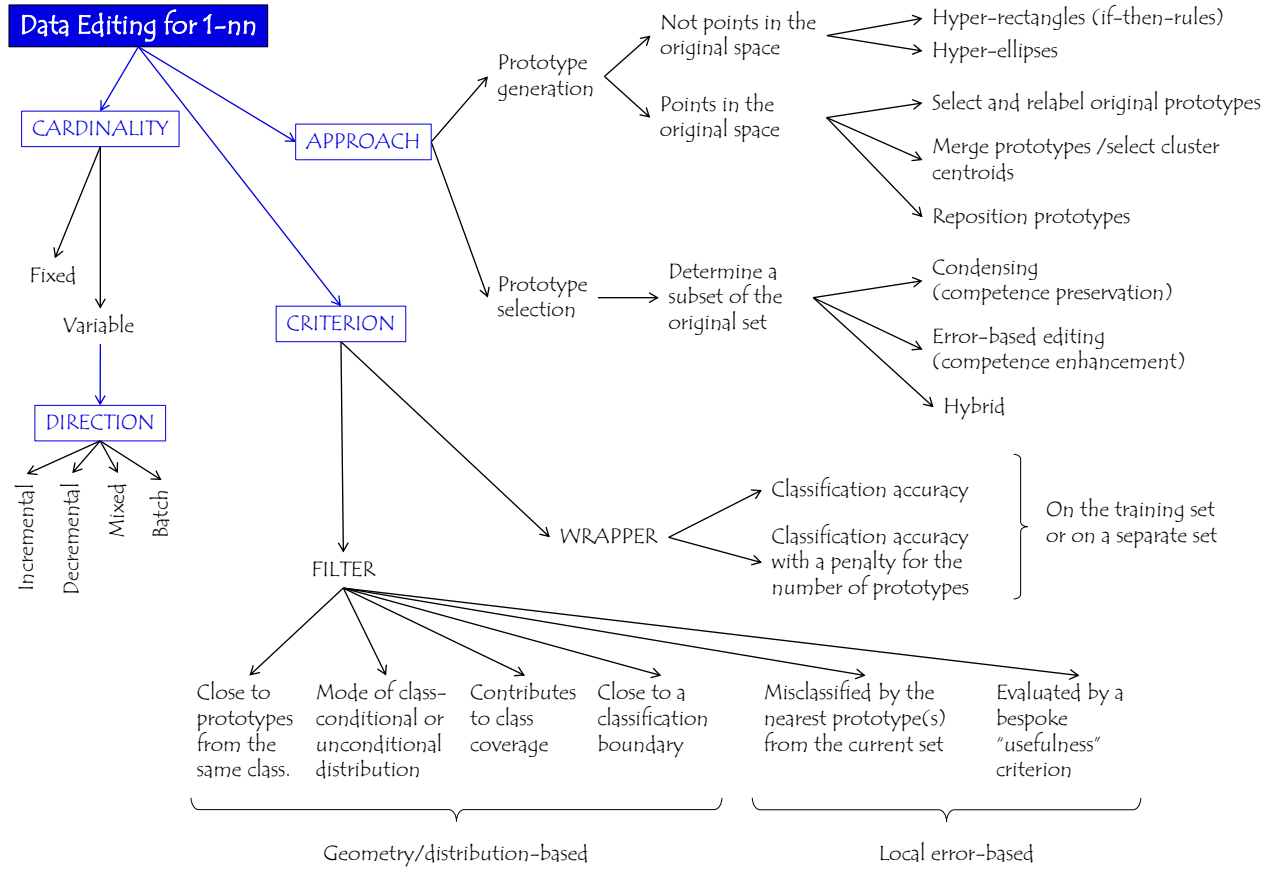 Data Editing for 1-nn
CARDINALITY
Fixed
Variable
DIRECTION
Incremental
Decremental
Mixed
Batch
APPROACH
Prototype
generation
Not points in the
original space
Hyper-rectangles (if-then-rules)
Hyper-ellipses
Points in the
original space
Select and relabel original prototypes
Merge prototypes /select cluster
centroids
Reposition prototypes
Prototype
selection
Determine a
subset of the
original set
Condensing
(competence preservation)
Error-based editing
(competence enhancement)
Hybrid
CRITERION
WRAPPER
Classification accuracy
Classification accuracy
with a penalty for the
number of prototypes
On the training set
or on a separate set
FILTER
Close to
prototypes
from the
same class.
Mode of class-
conditional or
unconditional
distribution
Contributes
to class
coverage
Close to a
classification
boundary
Misclassified by the
nearest prototype(s)
from the current set
Evaluated by a
bespoke
“usefulness”
criterion
Geometry/distribution-based
Local error-based